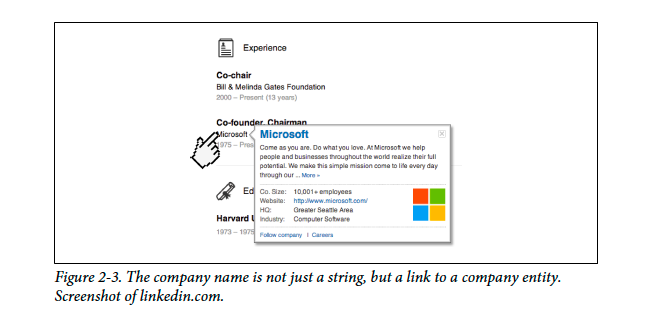 Experience
Co-chair
Bill & Melinda Gates Foundation
2000 – Present (13 years)
Co-founder, Chairman
Microsoft
1975 – Pres
Microsoft
Come as you are. Do what you love. At Microsoft we help
people and businesses throughout the world realize their full
potential. We make this simple mission come to life every day
through our ... More »
Co. Size: 10,001+ employees
Website: http://www.microsoft.com/
HQ: Greater Seattle Area
Industry: Computer Software
Follow company | Careers
Ed
Harvard U
1973 – 1975
Figure 2-3. The company name is not just a string, but a link to a company entity.
Screenshot of linkedin.com.